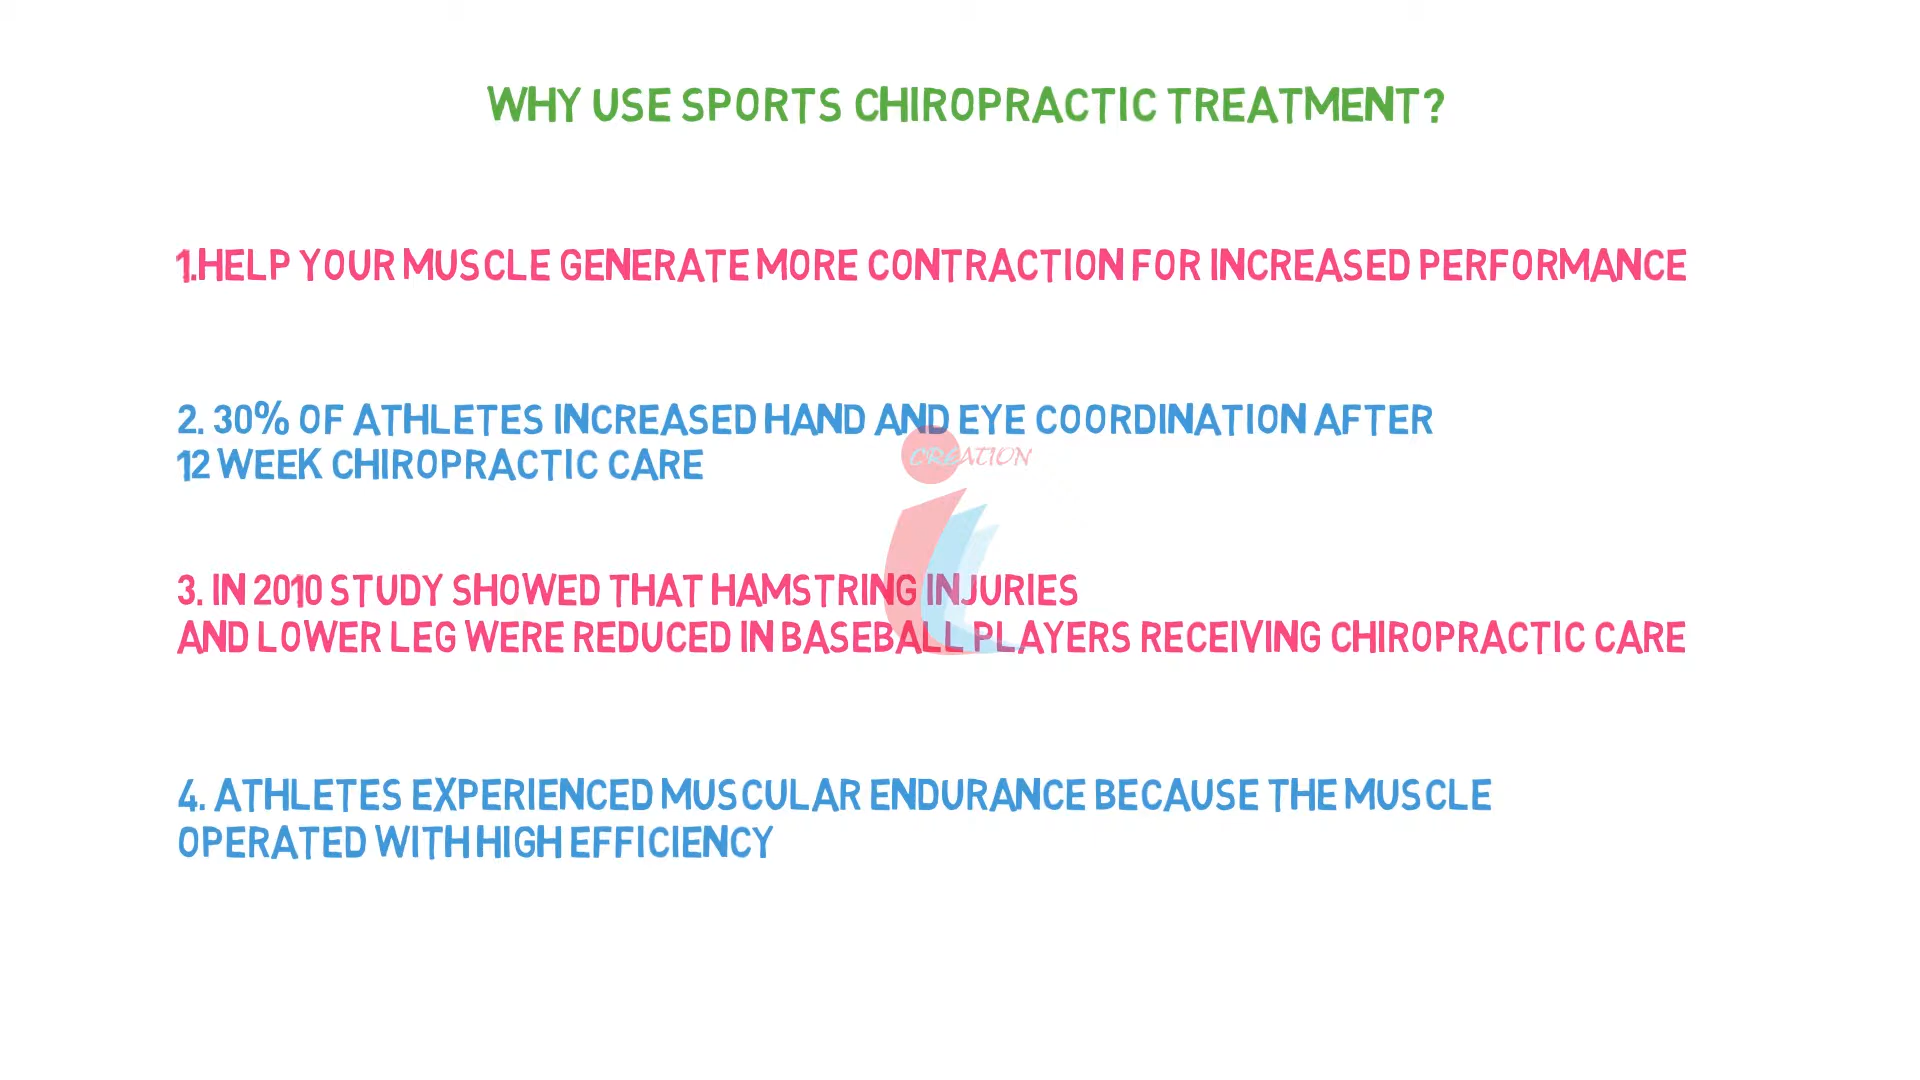 WHY USE SPORTS CHIROPRACTIC TREATMENT?
1.HELP YOUR MUSCLE GENERATE MORE CONTRACTION FOR INCREASED PERFORMANCE
2. 30% OF ATHLETES INCREASED HAND AND EYE COORDINATION AFTER
12 WEEK CHIROPRACTIC CARE
CREATION
3. IN 2010 STUDY SHOWED THAT HAMSTRING INJURIES
AND LOWER LEG WERE REDUCED IN BASEBALL PLAYERS RECEIVING CHIROPRACTIC CARE
4. ATHLETES EXPERIENCED MUSCULAR ENDURANCE BECAUSE THE MUSCLE
OPERATED WITH HIGH EFFICIENCY